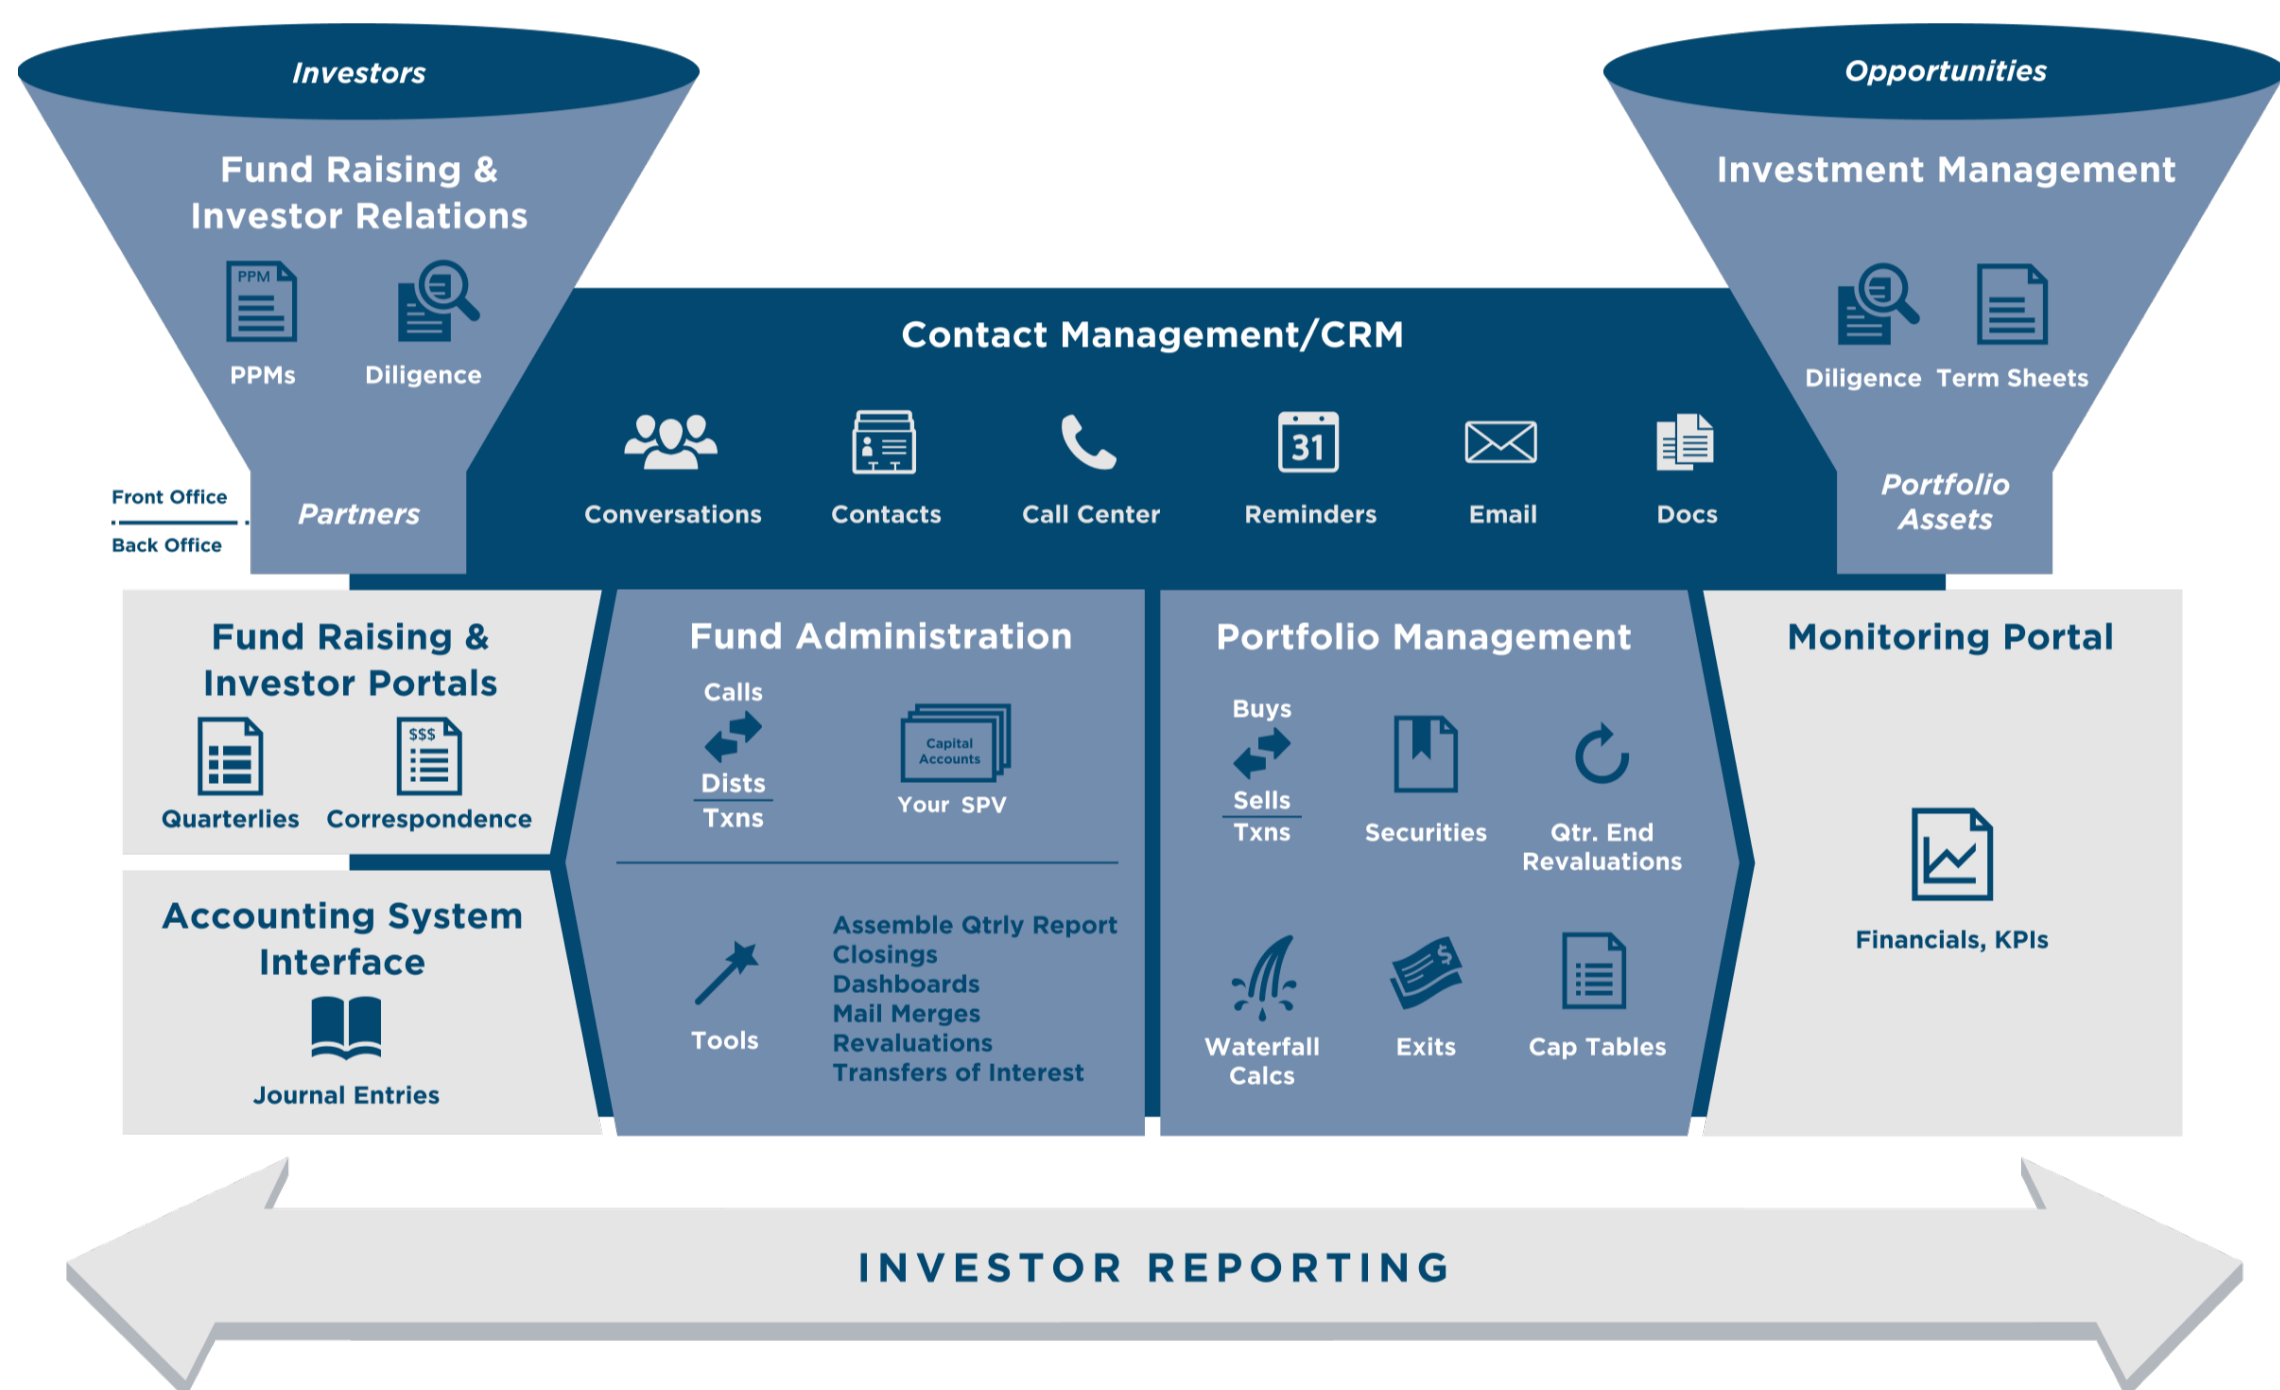 Investors
Fund Raising &
Investor Relations
PPM
PPMs
Diligence
Partners
Front Office
Back Office
Opportunities
Investment Management
Diligence
Term Sheets
Portfolio
Assets
Contact Management/CRM
31
Conversations
Contacts
Call Center
Reminders
Email
Docs
Fund Raising &
Investor Portals
$$$
Quarterlies
Correspondence
Accounting System
Interface
Journal Entries
Fund Administration
Calls
Dists
Txns
Capital
Accounts
Your SPV
Tools
Assemble Qtrly Report
Closings
Dashboards
Mail Merges
Revaluations
Transfers of Interest
Portfolio Management
Buys
Sells
Txns
Securities
Qtr. End
Revaluations
Waterfall
Calcs
$
Exits
Cap Tables
Monitoring Portal
Financials, KPIs
INVESTOR REPORTING